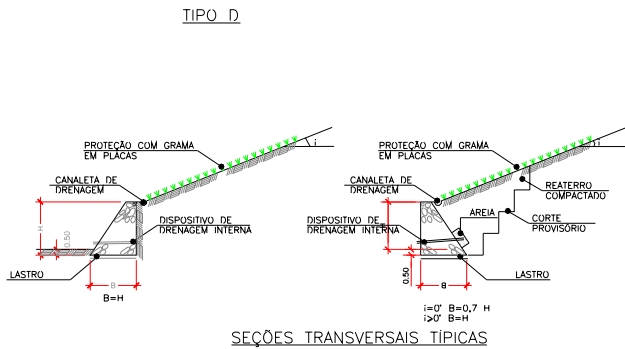 TIPO D
PROTEÇÃO COM GRAMA
EM PLACAS
i
CANALETA DE
DRENAGEM
H
0.50
DISPOSITIVO DE
DRENAGEM INTERNA
LASTRO
B
B=H
PROTEÇÃO COM GRAMA
EM PLACAS
i
CANALETA DE
DRENAGEM
REATERRO
COMPACTADO
DISPOSITIVO DE
DRENAGEM INTERNA
AREIA
CORTE
PROVISÓRIO
0.50
LASTRO
B
i=0° B=0,7 H
i>0° B=H
SEÇÕES TRANSVERSAIS TÍPICAS